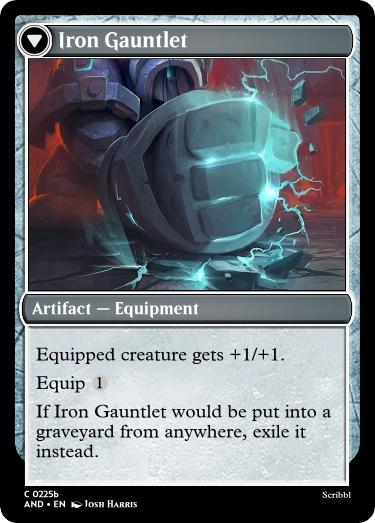 Iron Gauntlet
Artifact — Equipment
Equipped creature gets +1/+1.
Equip 1
If Iron Gauntlet would be put into a
graveyard from anywhere, exile it
instead.
C 0225b
Scribbl
AND • EN Josh Harris